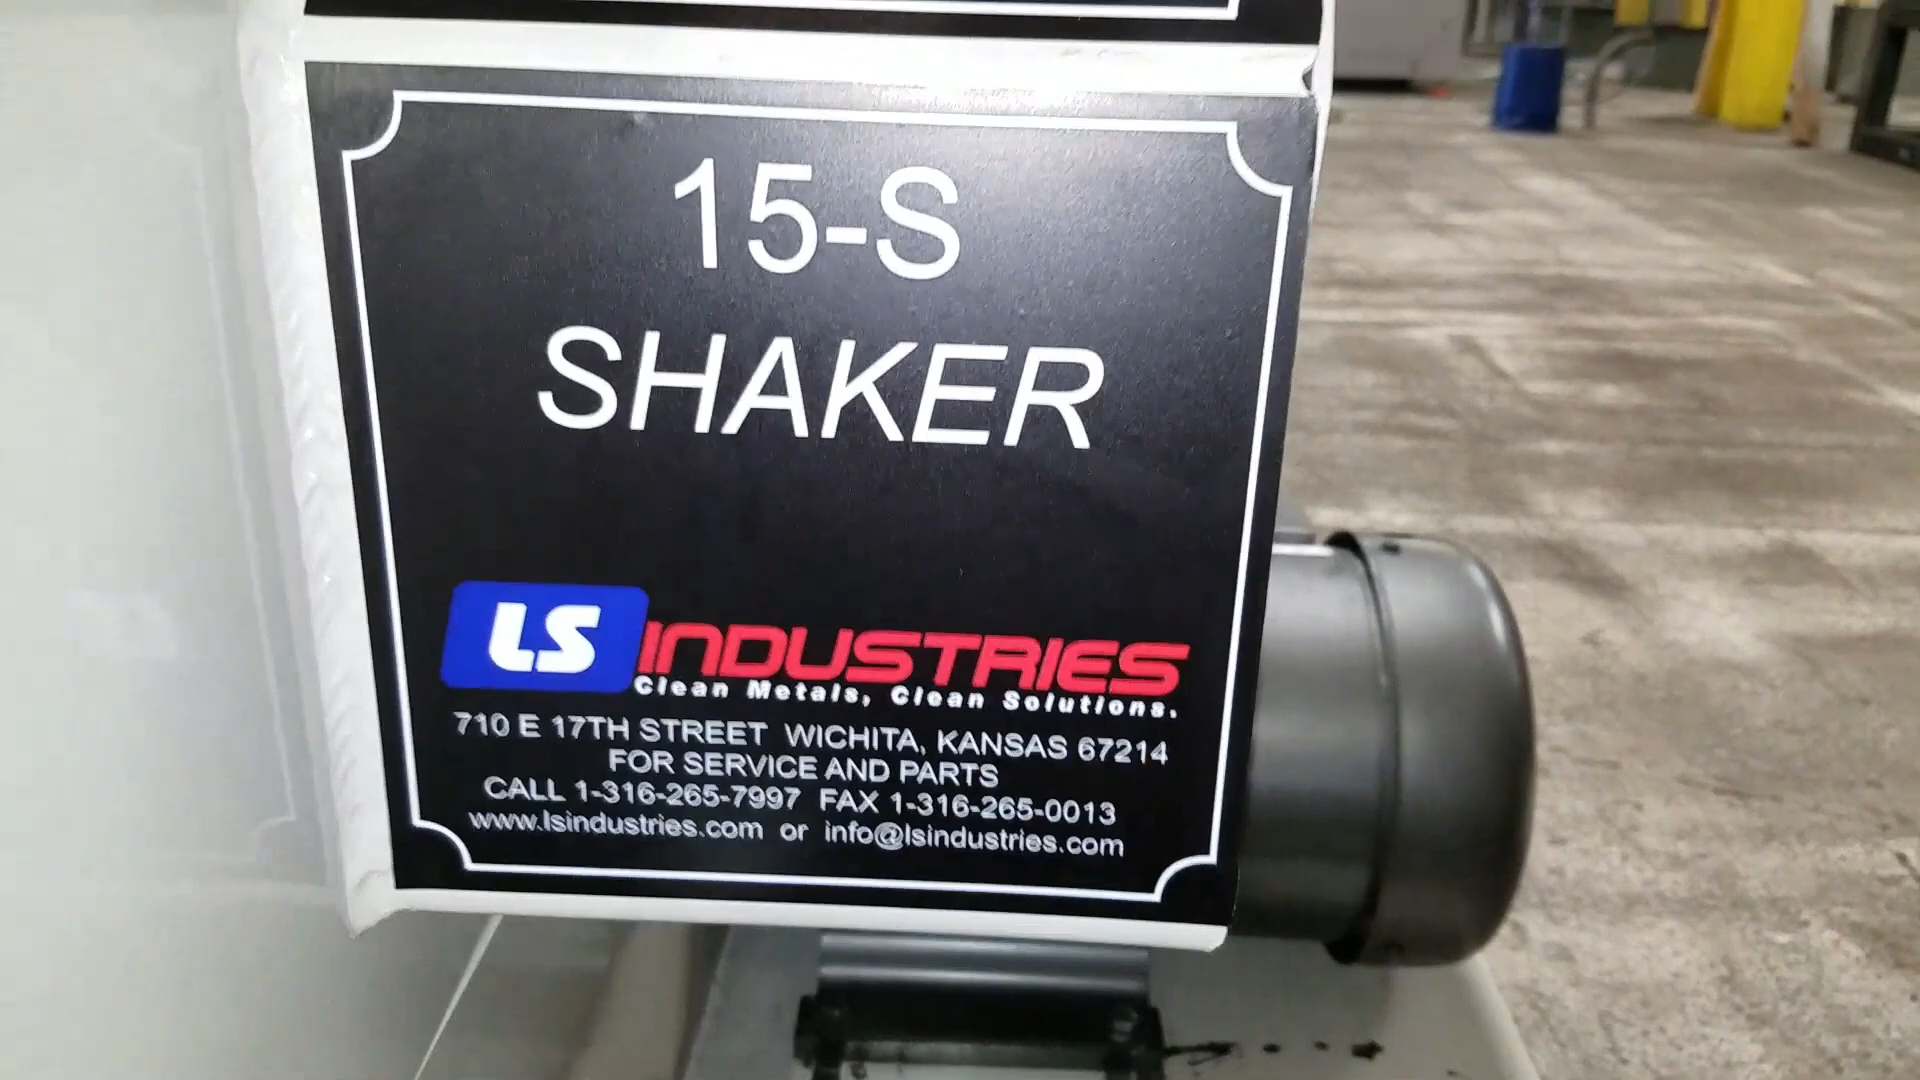 15-S
SHAKER
LS INDUSTRIES
Clean Metals, Clean Solutions.
710 E 17TH STREET WICHITA, KANSAS 67214
FOR SERVICE AND PARTS
CALL 1-316-265-7997 FAX 1-316-265-0013
www.lsindustries.com or info@lsindustries.com